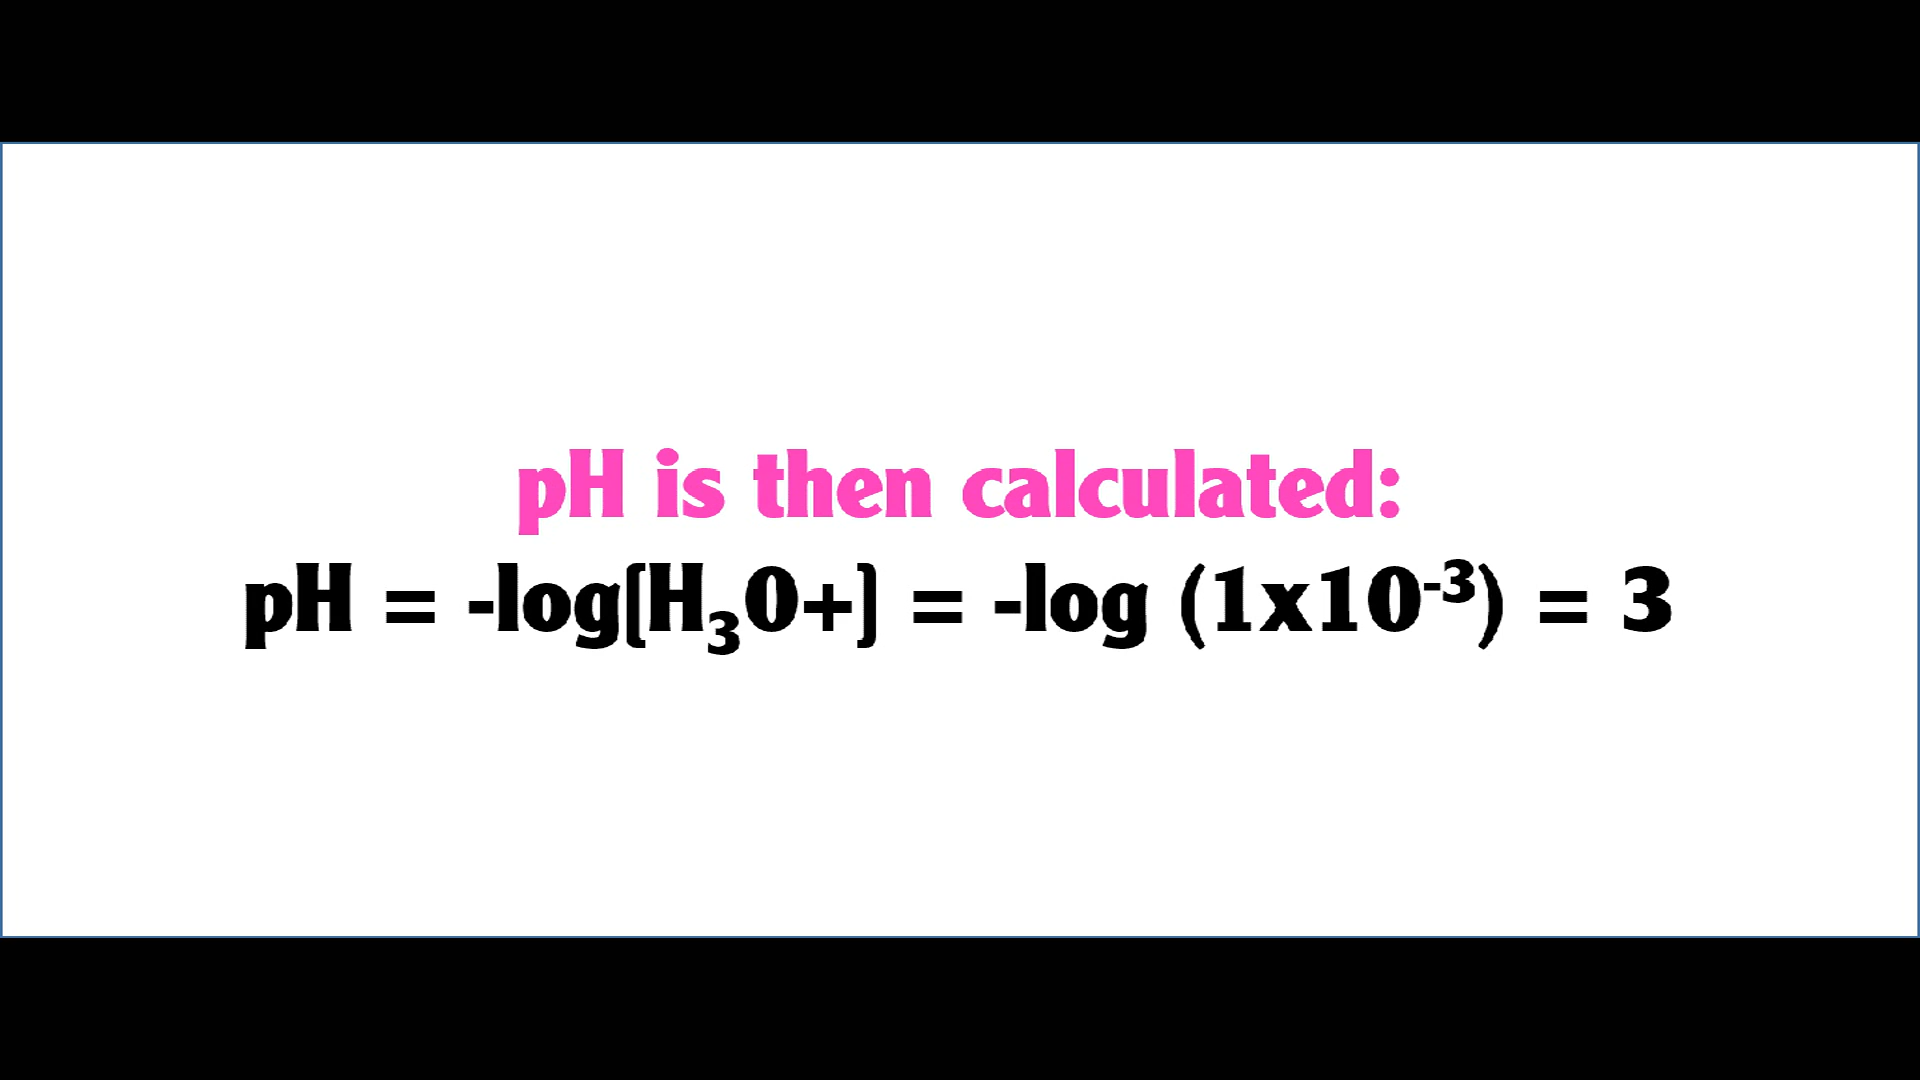 pH is then calculated:
pH = -log[H₃0+] = -log (1x10⁻³) = 3